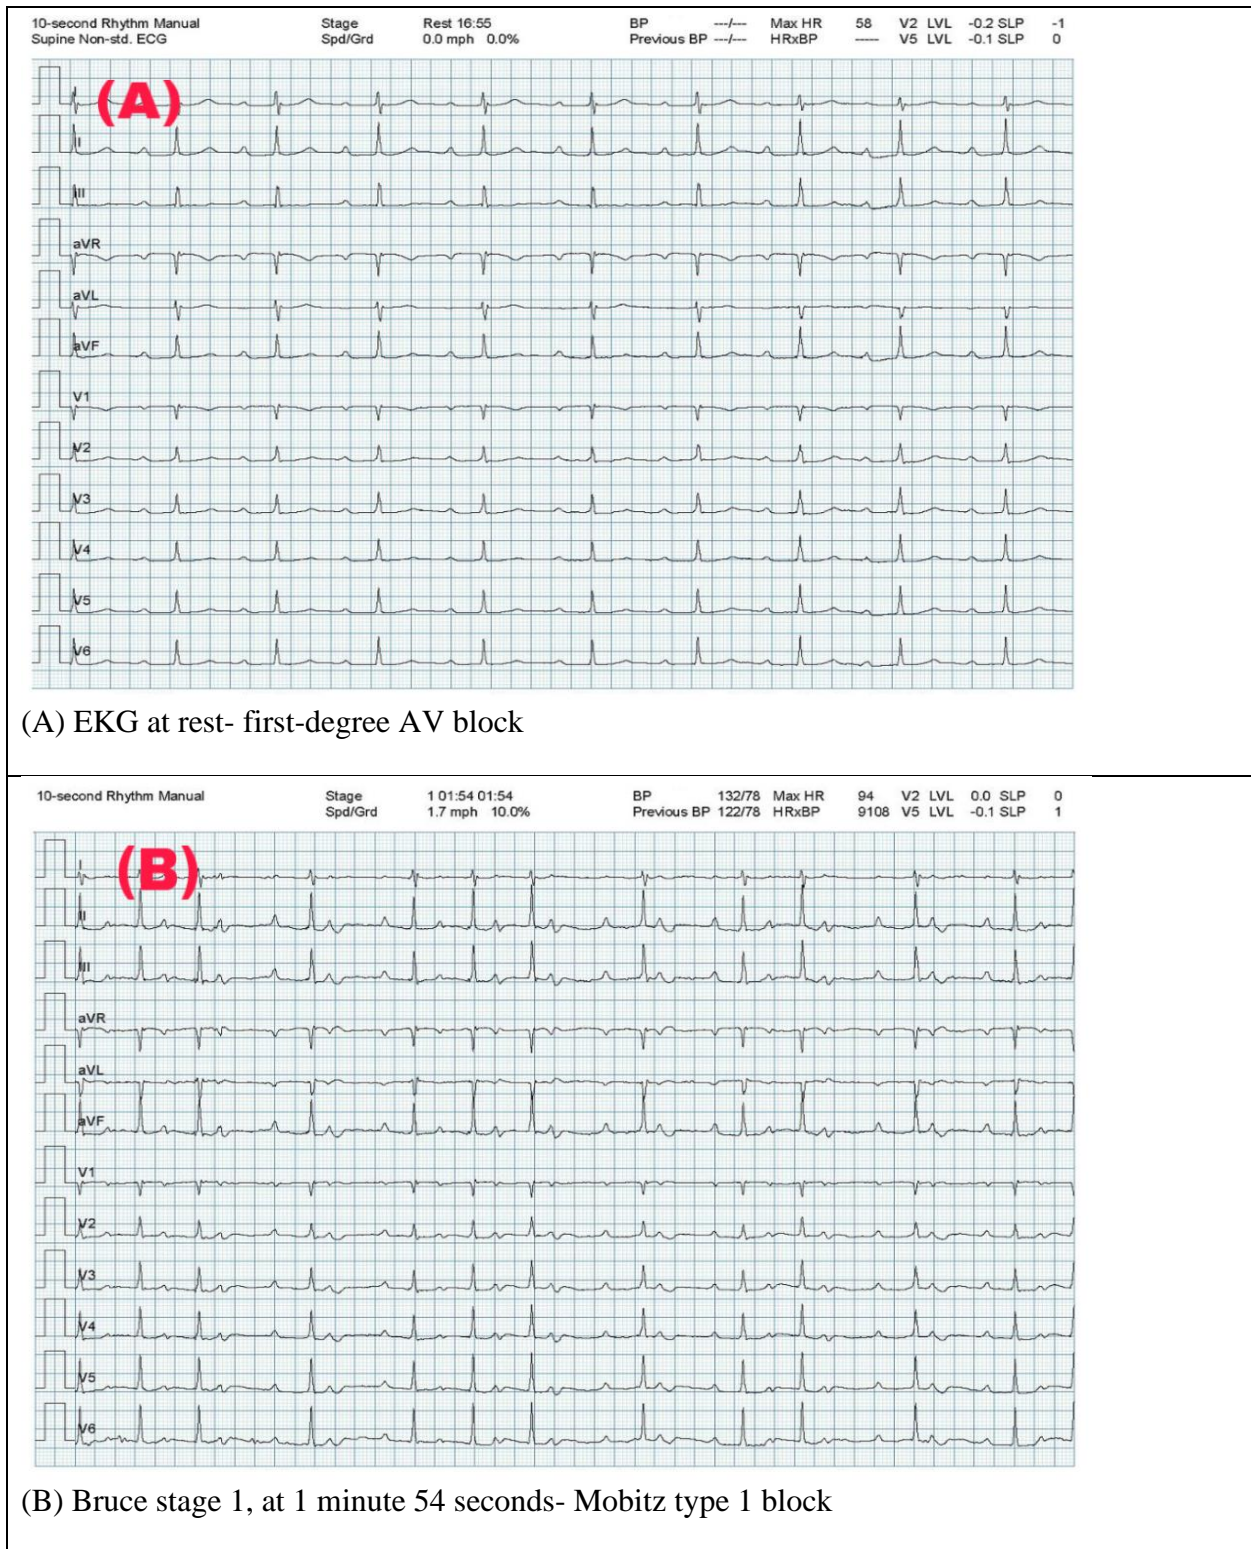 10-second Rhythm Manual Stage Rest 16:55 BP ---/--- Max HR 58 V2 LVL -0.2 SLP -1
Supine Non-std. ECG Spd/Grd 0.0 mph 0.0% Previous BP ---/--- HRxBP ----- V5 LVL -0.1 SLP 0
(A)
I
II
III
aVR
aVL
aVF
V1
V2
V3
V4
V5
V6
(A) EKG at rest- first-degree AV block
10-second Rhythm Manual Stage 1 01:54 01:54 BP 132/78 Max HR 94 V2 LVL 0.0 SLP 0
Spd/Grd 1.7 mph 10.0% Previous BP 122/78 HRxBP 9108 V5 LVL -0.1 SLP 1
(B)
I
II
III
aVR
aVL
aVF
V1
V2
V3
V4
V5
V6
(B) Bruce stage 1, at 1 minute 54 seconds- Mobitz type 1 block